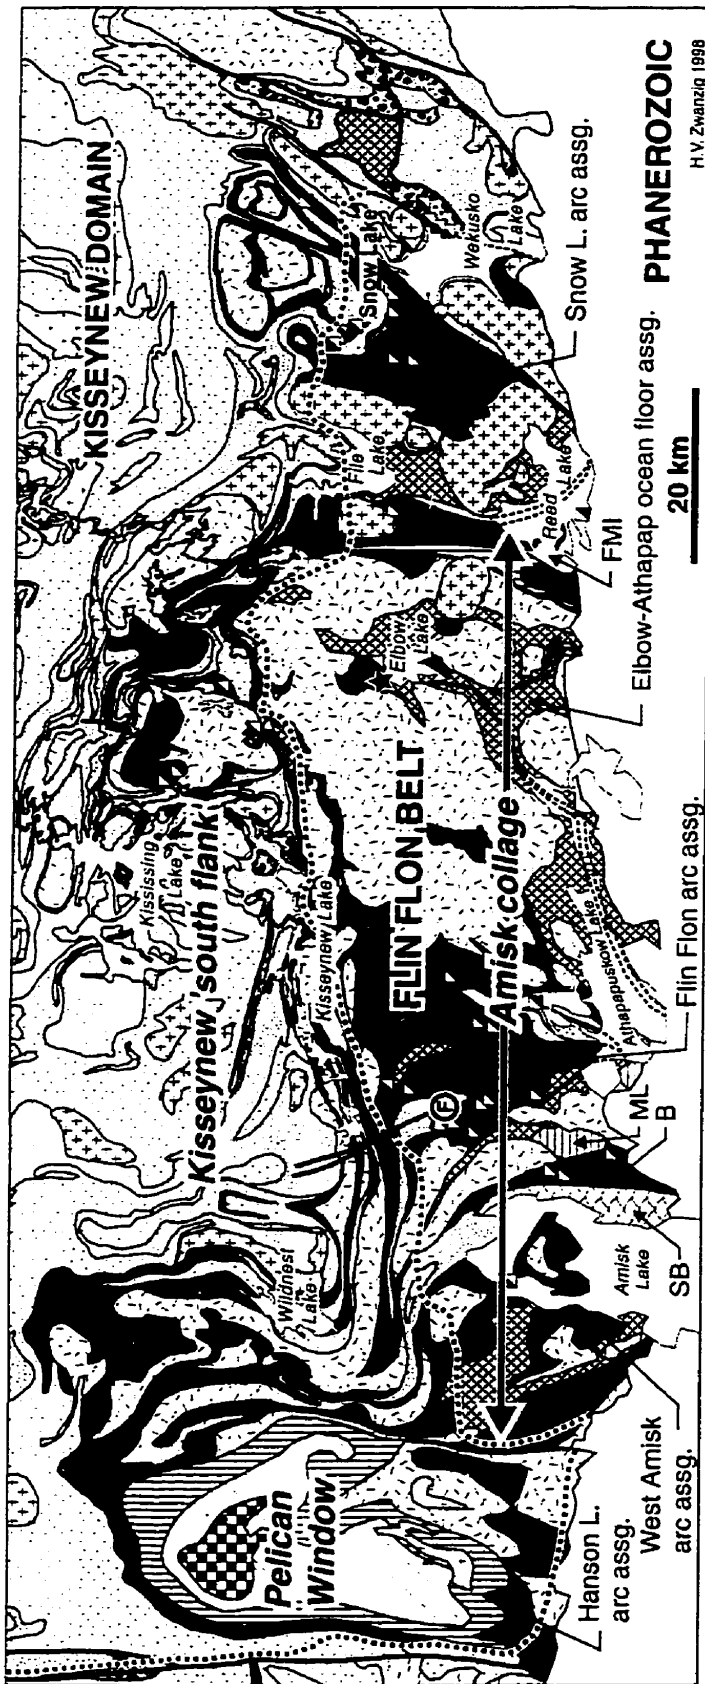 KISSEYNEW DOMAIN
Kisseynew south flank
Kississing
Lake
Kisseynew Lake
Wildnest
Lake
Pelican
Window
FLIN FLON BELT
Amisk collage
F
Elbow
Lake
File
Lake
Snow Lake
Wekusko
Lake
Reed Lake
Athapapuskow Lake
Amisk
Lake
Hanson L.
arc assg.
West Amisk
arc assg.
SB
B
ML
Flin Flon arc assg.
Elbow-Athapap ocean floor assg.
FMI
Snow L. arc assg.
20 km
PHANEROZOIC
H.V. Zwanzig 1998